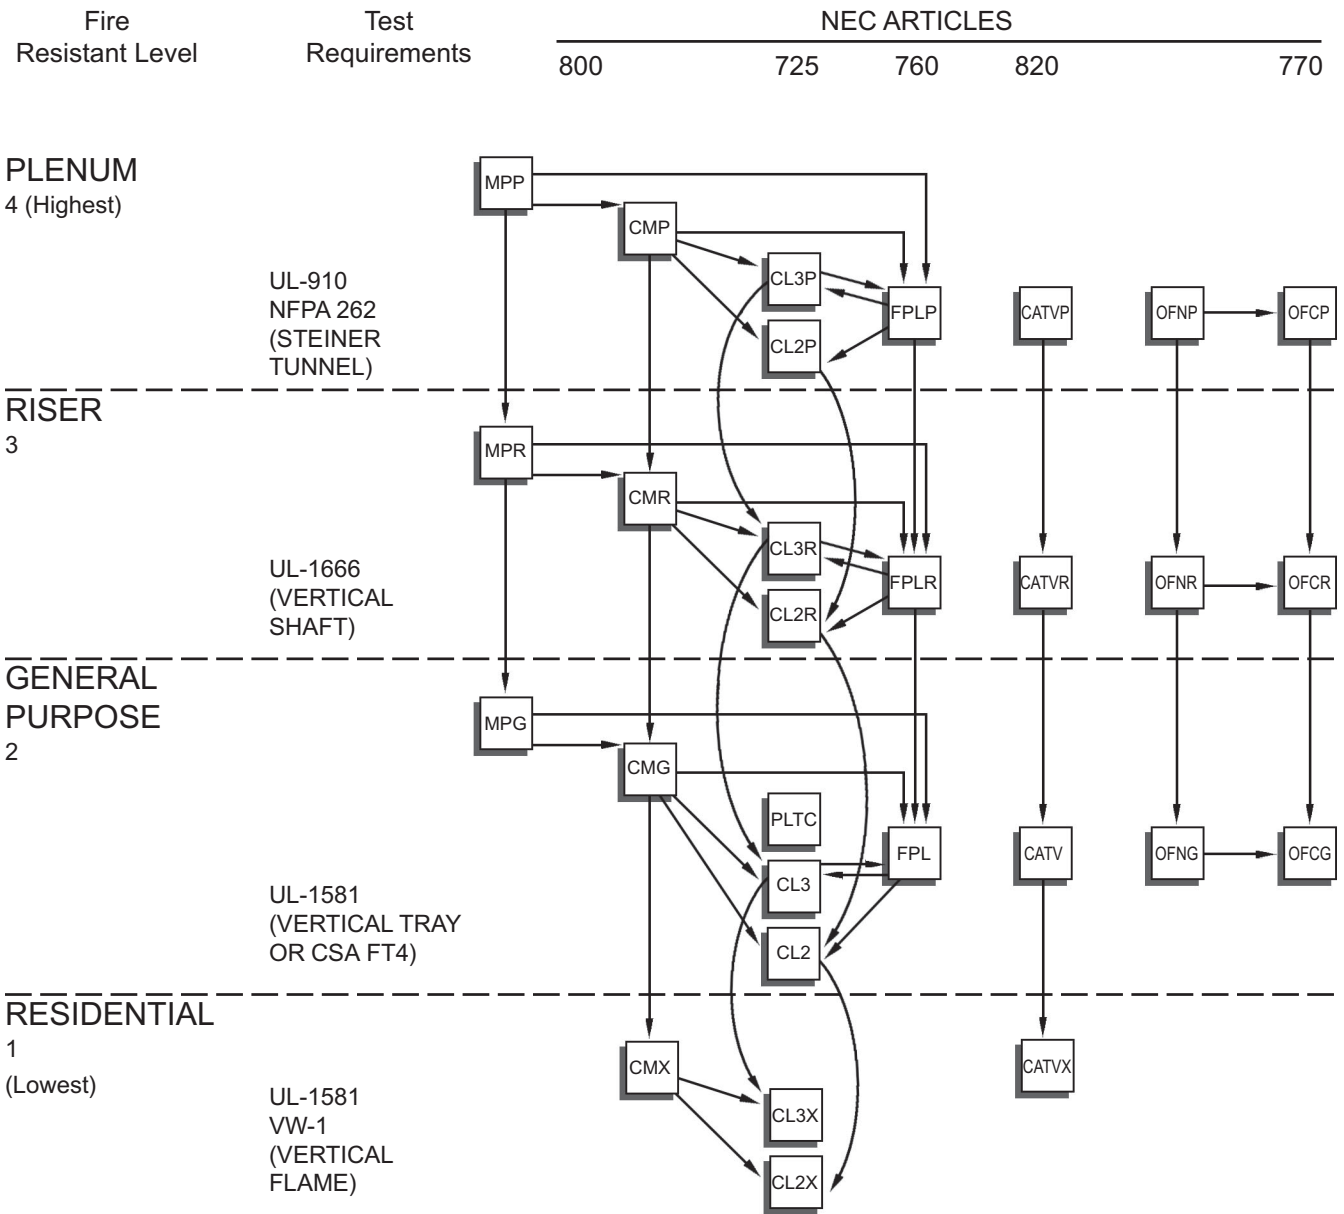 Fire
Resistant Level
Test
Requirements
NEC ARTICLES
800 725 760 820 770
PLENUM
4 (Highest)
MPP
CMP
CL3P
FPLP
CATVP
OFNP
OFCP
CL2P
UL-910
NFPA 262
(STEINER
TUNNEL)
RISER
3
MPR
CMR
CL3R
FPLR
CATVR
OFNR
OFCR
CL2R
UL-1666
(VERTICAL
SHAFT)
GENERAL
PURPOSE
2
MPG
CMG
PLTC
FPL
CATV
OFNG
OFCG
CL3
CL2
UL-1581
(VERTICAL TRAY
OR CSA FT4)
RESIDENTIAL
1
(Lowest)
CMX
CATVX
CL3X
CL2X
UL-1581
VW-1
(VERTICAL
FLAME)